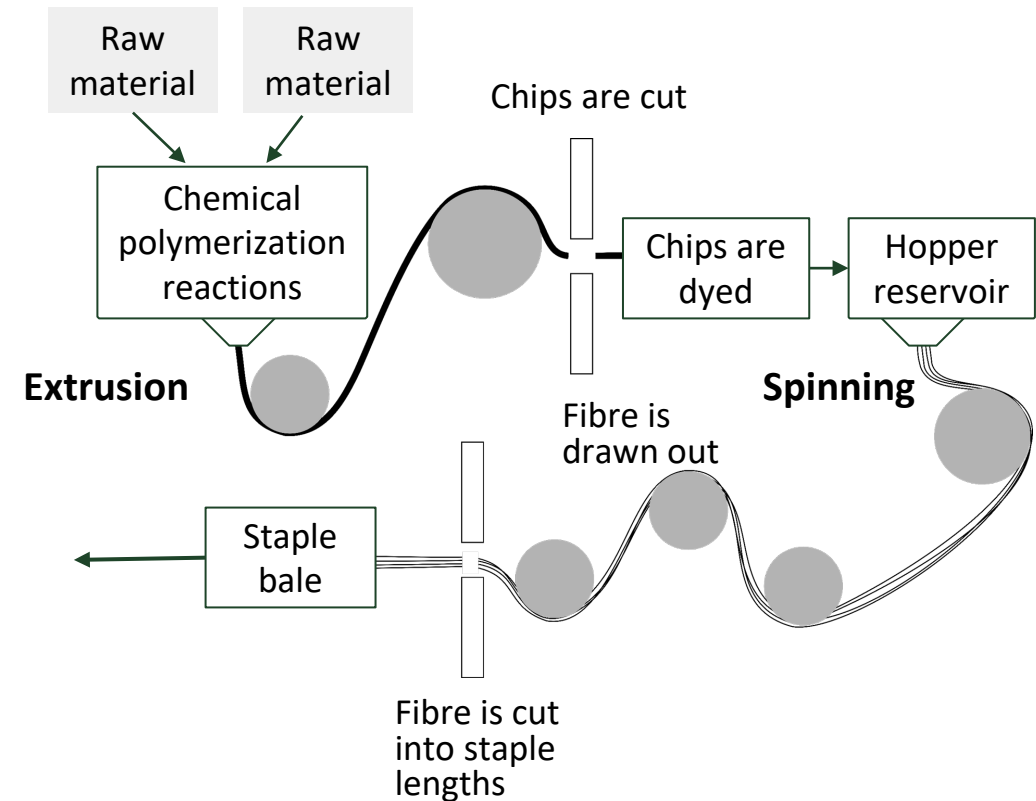 Raw
material
Raw
material
Chips are cut
Chemical
polymerization
reactions
Chips are
dyed
Hopper
reservoir
Extrusion
Spinning
Fibre is
drawn out
Staple
bale
Fibre is cut
into staple
lengths